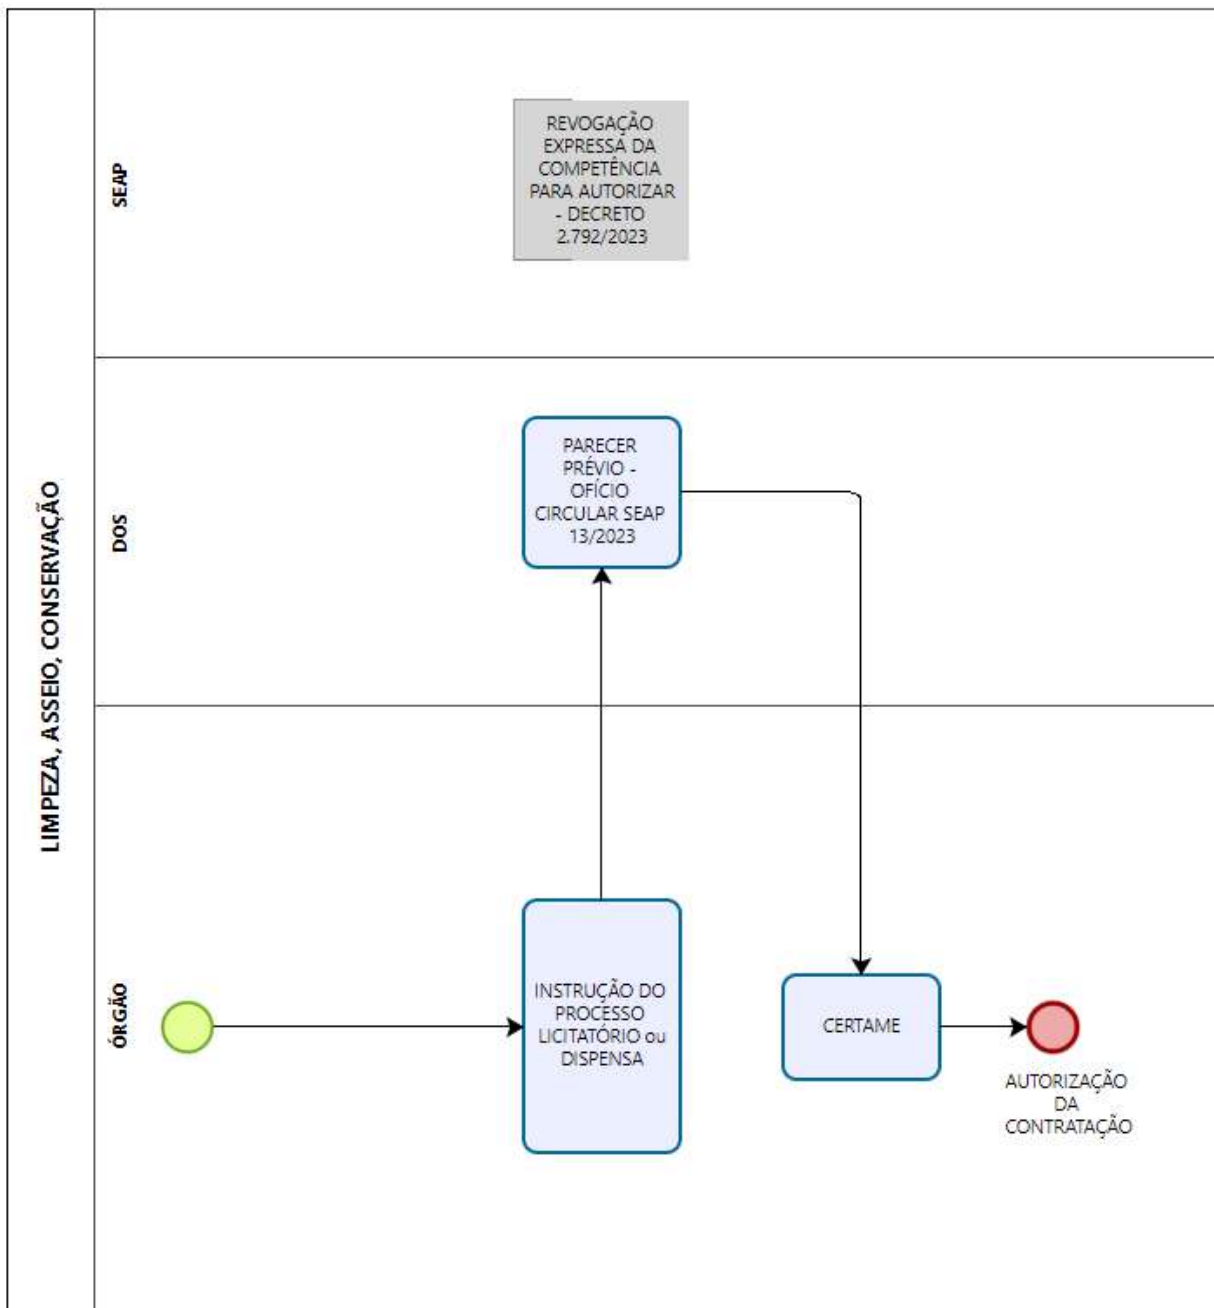 LIMPEZA, ASSEIO, CONSERVAÇÃO
SEAP
REVOGAÇÃO
EXPRESSA DA
COMPETÊNCIA
PARA AUTORIZAR
- DECRETO
2.792/2023
DOS
PARECER
PRÉVIO -
OFÍCIO
CIRCULAR SEAP
13/2023
ÓRGÃO
INSTRUÇÃO DO
PROCESSO
LICITATÓRIO ou
DISPENSA
CERTAME
AUTORIZAÇÃO
DA
CONTRATAÇÃO